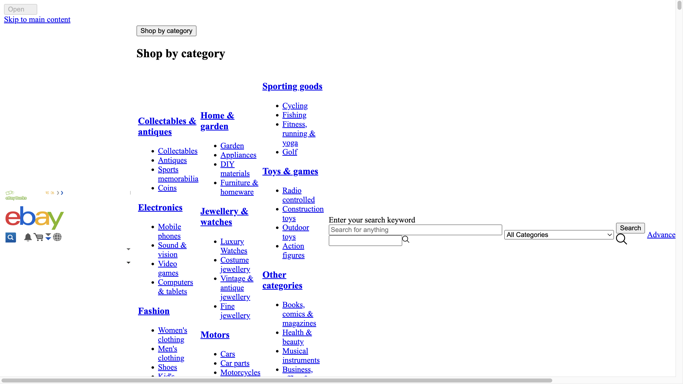 Open
Skip to main content
Shop by category
Shop by category
Collectables &
antiques
Collectables
Antiques
Sports
memorabilia
Coins
Electronics
Mobile
phones
Sound &
vision
Video
games
Computers
& tablets
Fashion
Women's
clothing
Men's
clothing
Shoes
Home &
garden
Garden
Appliances
DIY
materials
Furniture &
homeware
Jewellery &
watches
Luxury
Watches
Costume
jewellery
Vintage &
antique
jewellery
Fine
jewellery
Motors
Cars
Car parts
Motorcycles
Sporting goods
Cycling
Fishing
Fitness,
running &
yoga
Golf
Toys & games
Radio
controlled
Construction
toys
Outdoor
toys
Action
figures
Other
categories
Books,
comics &
magazines
Health &
beauty
Musical
instruments
Business,
ebay
Enter your search keyword
Search for anything
All Categories
Search
Advance